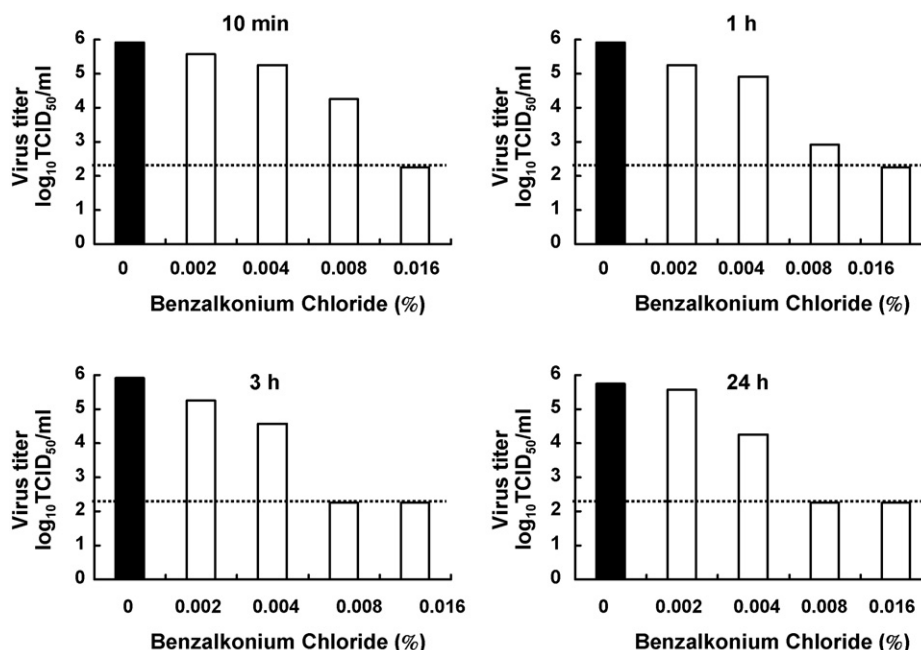 10 min
Virus titer
log₁₀TCID₅₀/ml
6
5
4
3
2
1
0
0 0.002 0.004 0.008 0.016
Benzalkonium Chloride (%)
1 h
Virus titer
log₁₀TCID₅₀/ml
6
5
4
3
2
1
0
0 0.002 0.004 0.008 0.016
Benzalkonium Chloride (%)
3 h
Virus titer
log₁₀TCID₅₀/ml
6
5
4
3
2
1
0
0 0.002 0.004 0.008 0.016
Benzalkonium Chloride (%)
24 h
Virus titer
log₁₀TCID₅₀/ml
6
5
4
3
2
1
0
0 0.002 0.004 0.008 0.016
Benzalkonium Chloride (%)